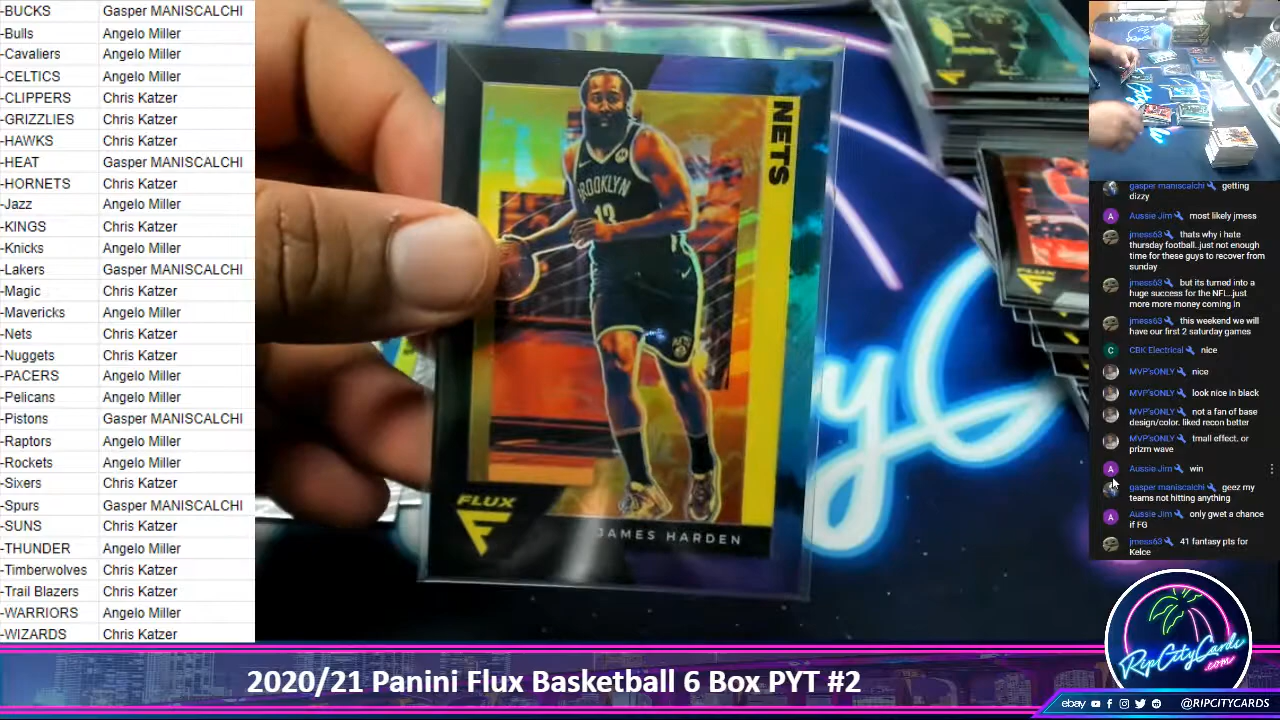 -BUCKS Gasper MANISCALCHI
-Bulls Angelo Miller
-Cavaliers Angelo Miller
-CELTICS Angelo Miller
-CLIPPERS Chris Katzer
-GRIZZLIES Chris Katzer
-HAWKS Chris Katzer
-HEAT Gasper MANISCALCHI
-HORNETS Chris Katzer
-Jazz Angelo Miller
-KINGS Chris Katzer
-Knicks Angelo Miller
-Lakers Gasper MANISCALCHI
-Magic Chris Katzer
-Mavericks Angelo Miller
-Nets Chris Katzer
-Nuggets Chris Katzer
-PACERS Angelo Miller
-Pelicans Angelo Miller
-Pistons Gasper MANISCALCHI
-Raptors Angelo Miller
-Rockets Angelo Miller
-Sixers Chris Katzer
-Spurs Gasper MANISCALCHI
-SUNS Chris Katzer
-THUNDER Angelo Miller
-Timberwolves Chris Katzer
-Trail Blazers Chris Katzer
-WARRIORS Angelo Miller
-WIZARDS Chris Katzer
NETS
BROOKLYN
13
FLUX
JAMES HARDEN
FLUX
gasper maniscalchi getting
dizzy
A Aussie Jim most likely jmess
jmess63 thats why i hate
thursday football..just not enough
time for these guys to recover from
sunday
jmess63 but its turned into a
huge success for the NFL...just
more more money coming in
jmess63 this weekend we will
have our first 2 saturday games
C CBK Electrical nice
MVP'sONLY nice
MVP'sONLY look nice in black
MVP'sONLY not a fan of base
design/color. liked recon better
MVP'sONLY tmall effect. or
prizm wave
A Aussie Jim win
gasper maniscalchi geez my
teams not hitting anything
A Aussie Jim only gwet a chance
if FG
jmess63 41 fantasy pts for
Kelce
RipCityCards
.com
2020/21 Panini Flux Basketball 6 Box PYT #2
ebay @RIPCITYCARDS